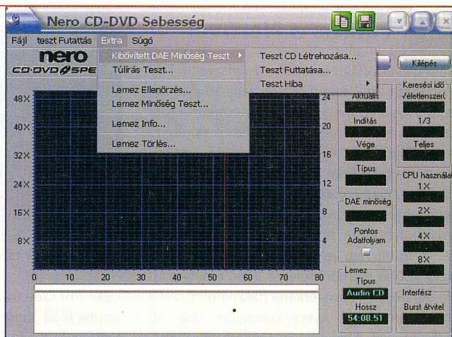 Nero CD-DVD Sebesség
Fájl teszt Futtatás Extra Súgó
nero
CD·DVD SPE
Kibővített DAE Minőség Teszt
Túlírás Teszt...
Lemez Ellenőrzés...
Lemez Minőség Teszt...
Lemez Info...
Lemez Törlés...
Teszt CD Létrehozása...
Teszt Futtatása...
Teszt Hiba
Kilépés
48X
40X
32X
24X
16X
8X
24
20
16
12
8
4
0 10 20 30 40 50 60 70 80
Aktuális
Indítás
Vége
Típus
DAE minőség
Pontos
Adatfolyam
Lemez
Típus
Audio CD
Hossz
54:08.51
Keresési idő
Véletlenszerű
1/3
Teljes
CPU használat
1X
2X
4X
8X
Interfész
Burst átvitel